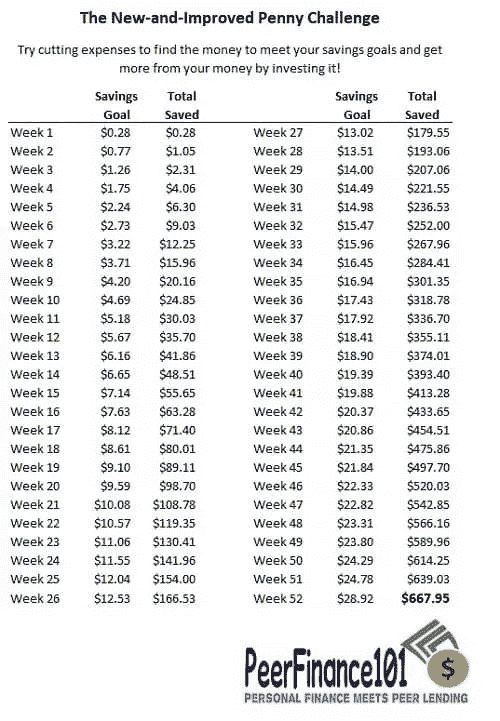 The New-and-Improved Penny Challenge
Try cutting expenses to find the money to meet your savings goals and get
more from your money by investing it!
Savings Total Savings Total
Goal Saved Goal Saved
Week 1 $0.28 $0.28 Week 27 $13.02 $179.55
Week 2 $0.77 $1.05 Week 28 $13.51 $193.06
Week 3 $1.26 $2.31 Week 29 $14.00 $207.06
Week 4 $1.75 $4.06 Week 30 $14.49 $221.55
Week 5 $2.24 $6.30 Week 31 $14.98 $236.53
Week 6 $2.73 $9.03 Week 32 $15.47 $252.00
Week 7 $3.22 $12.25 Week 33 $15.96 $267.96
Week 8 $3.71 $15.96 Week 34 $16.45 $284.41
Week 9 $4.20 $20.16 Week 35 $16.94 $301.35
Week 10 $4.69 $24.85 Week 36 $17.43 $318.78
Week 11 $5.18 $30.03 Week 37 $17.92 $336.70
Week 12 $5.67 $35.70 Week 38 $18.41 $355.11
Week 13 $6.16 $41.86 Week 39 $18.90 $374.01
Week 14 $6.65 $48.51 Week 40 $19.39 $393.40
Week 15 $7.14 $55.65 Week 41 $19.88 $413.28
Week 16 $7.63 $63.28 Week 42 $20.37 $433.65
Week 17 $8.12 $71.40 Week 43 $20.86 $454.51
Week 18 $8.61 $80.01 Week 44 $21.35 $475.86
Week 19 $9.10 $89.11 Week 45 $21.84 $497.70
Week 20 $9.59 $98.70 Week 46 $22.33 $520.03
Week 21 $10.08 $108.78 Week 47 $22.82 $542.85
Week 22 $10.57 $119.35 Week 48 $23.31 $566.16
Week 23 $11.06 $130.41 Week 49 $23.80 $589.96
Week 24 $11.55 $141.96 Week 50 $24.29 $614.25
Week 25 $12.04 $154.00 Week 51 $24.78 $639.03
Week 26 $12.53 $166.53 Week 52 $28.92 $667.95
PeerFinance101 $
PERSONAL FINANCE MEETS PEER LENDING